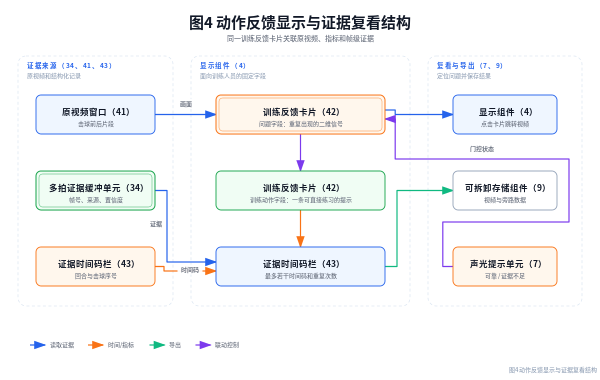 图4 动作反馈显示与证据复看结构
同一训练反馈卡片关联原视频、指标和帧级证据
证据来源（34、41、43）
原视频和结构化记录
显示组件（4）
面向训练人员的固定字段
复看与导出（7、9）
定位问题并保存结果
原视频窗口（41）
击球前后片段
画面
训练反馈卡片（42）
问题字段：重复出现的二维信号
显示组件（4）
点击卡片跳转视频
门控状态
多拍证据缓冲单元（34）
帧号、来源、置信度
训练反馈卡片（42）
训练动作字段：一条可直接练习的提示
可拆卸存储组件（9）
视频与旁路数据
证据
证据时间码栏（43）
回合与击球序号
时间码
证据时间码栏（43）
最多若干时间码和重复次数
声光提示单元（7）
可靠 / 证据不足
读取证据
时间/指标
导出
联动控制
图4动作反馈显示与证据复看结构